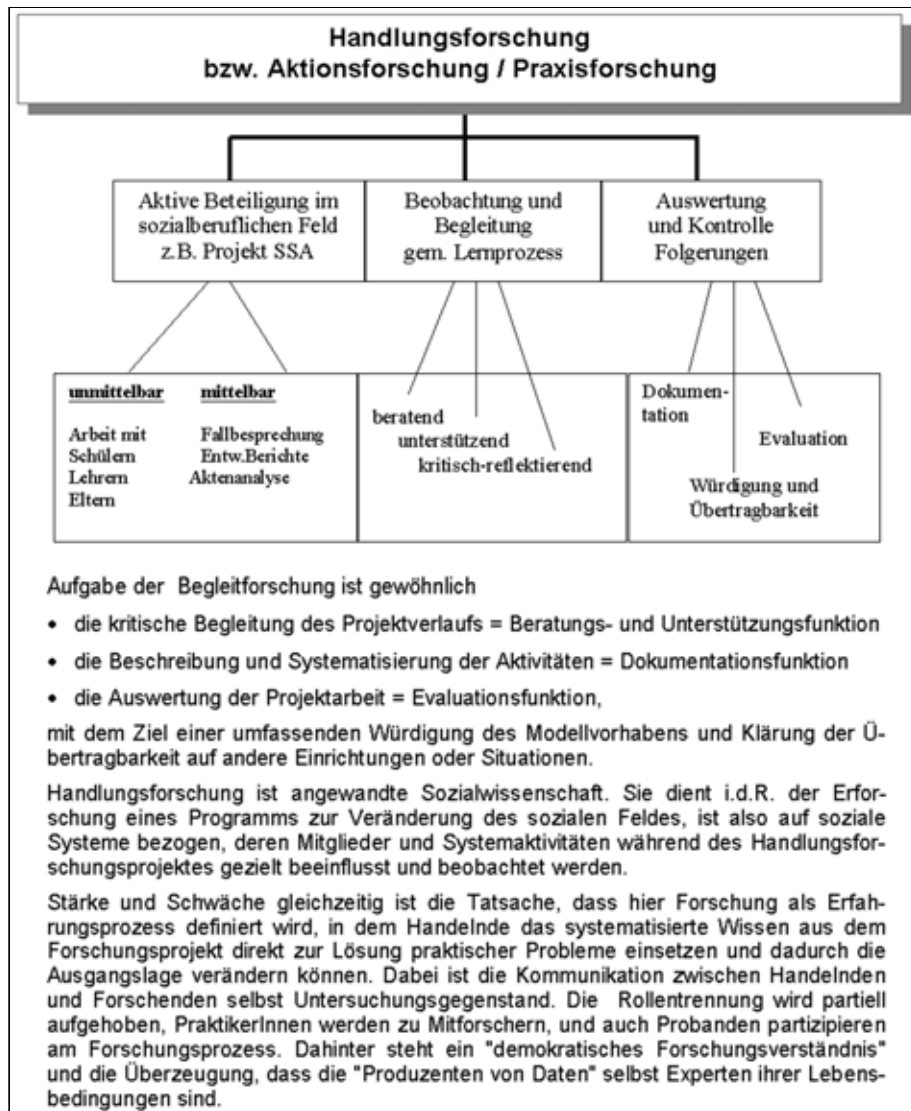 Handlungsforschung
bzw. Aktionsforschung / Praxisforschung
Aktive Beteiligung im
sozialberuflichen Feld
z.B. Projekt SSA
Beobachtung und
Begleitung
gem. Lernprozess
Auswertung
und Kontrolle
Folgerungen
unmittelbar
Arbeit mit
Schülern
Lehrern
Eltern
mittelbar
Fallbesprechung
Entw.Berichte
Aktenanalyse
beratend
unterstützend
kritisch-reflektierend
Dokumen-
tation
Evaluation
Würdigung und
Übertragbarkeit
Aufgabe der Begleitforschung ist gewöhnlich
• die kritische Begleitung des Projektverlaufs = Beratungs- und Unterstützungsfunktion
• die Beschreibung und Systematisierung der Aktivitäten = Dokumentationsfunktion
• die Auswertung der Projektarbeit = Evaluationsfunktion,
mit dem Ziel einer umfassenden Würdigung des Modellvorhabens und Klärung der Ü-
bertragbarkeit auf andere Einrichtungen oder Situationen.
Handlungsforschung ist angewandte Sozialwissenschaft. Sie dient i.d.R. der Erfor-
schung eines Programms zur Veränderung des sozialen Feldes, ist also auf soziale
Systeme bezogen, deren Mitglieder und Systemaktivitäten während des Handlungsfor-
schungsprojektes gezielt beeinflusst und beobachtet werden.
Stärke und Schwäche gleichzeitig ist die Tatsache, dass hier Forschung als Erfah-
rungsprozess definiert wird, in dem Handelnde das systematisierte Wissen aus dem
Forschungsprojekt direkt zur Lösung praktischer Probleme einsetzen und dadurch die
Ausgangslage verändern können. Dabei ist die Kommunikation zwischen Handelnden
und Forschenden selbst Untersuchungsgegenstand. Die Rollentrennung wird partiell
aufgehoben, PraktikerInnen werden zu Mitforschern, und auch Probanden partizipieren
am Forschungsprozess. Dahinter steht ein "demokratisches Forschungsverständnis"
und die Überzeugung, dass die "Produzenten von Daten" selbst Experten ihrer Lebens-
bedingungen sind.